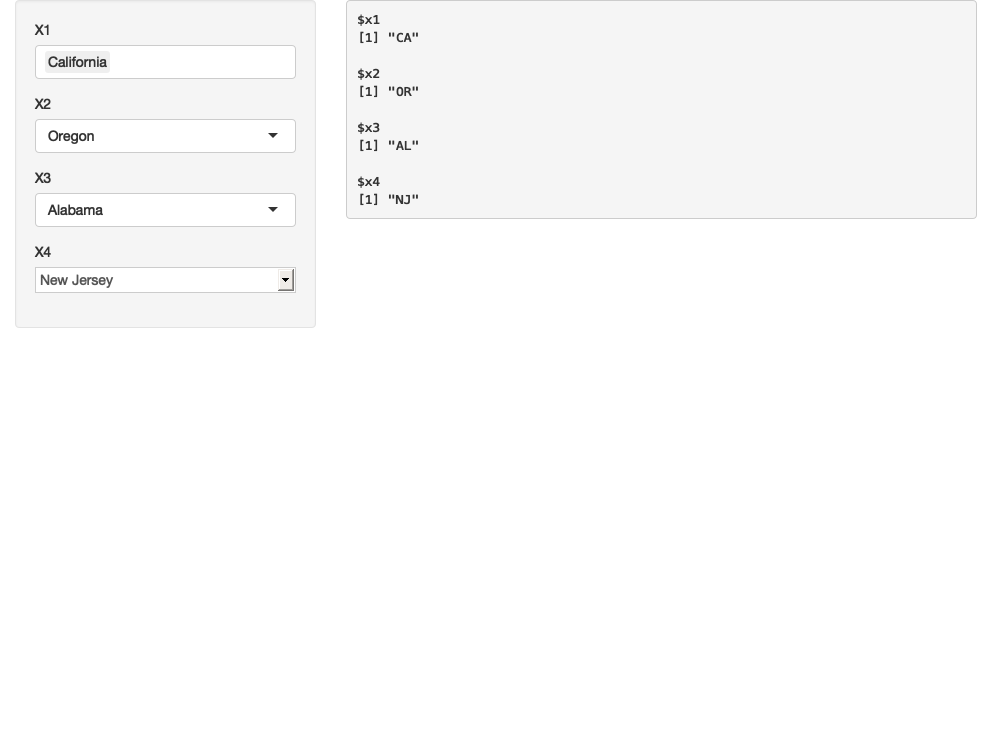 X1
California
X2
Oregon
X3
Alabama
X4
New Jersey
$x1
[1] "CA"
$x2
[1] "OR"
$x3
[1] "AL"
$x4
[1] "NJ"